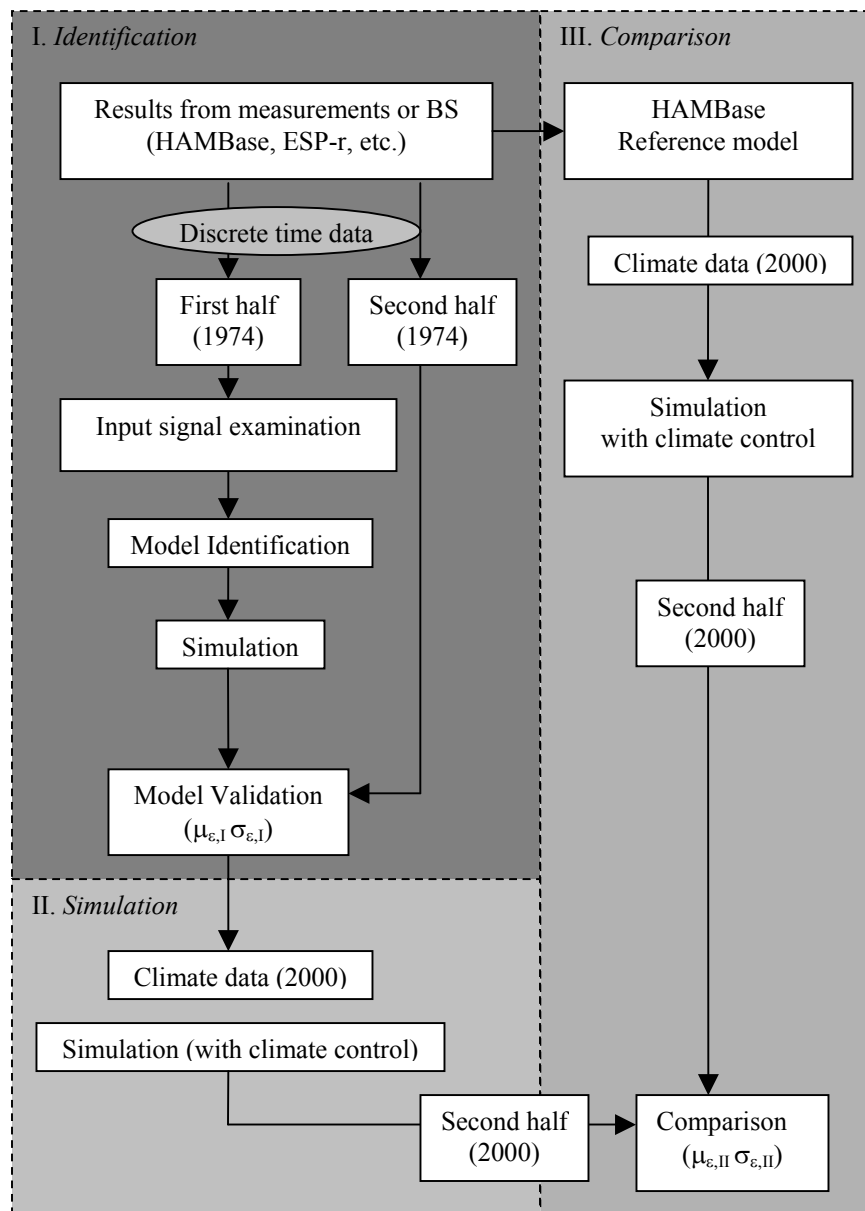 I. Identification
Results from measurements or BS
(HAMBase, ESP-r, etc.)
Discrete time data
First half
(1974)
Second half
(1974)
Input signal examination
Model Identification
Simulation
Model Validation
(με,I σε,I)
II. Simulation
Climate data (2000)
Simulation (with climate control)
Second half
(2000)
III. Comparison
HAMBase
Reference model
Climate data (2000)
Simulation
with climate control
Second half
(2000)
Comparison
(με,II σε,II)